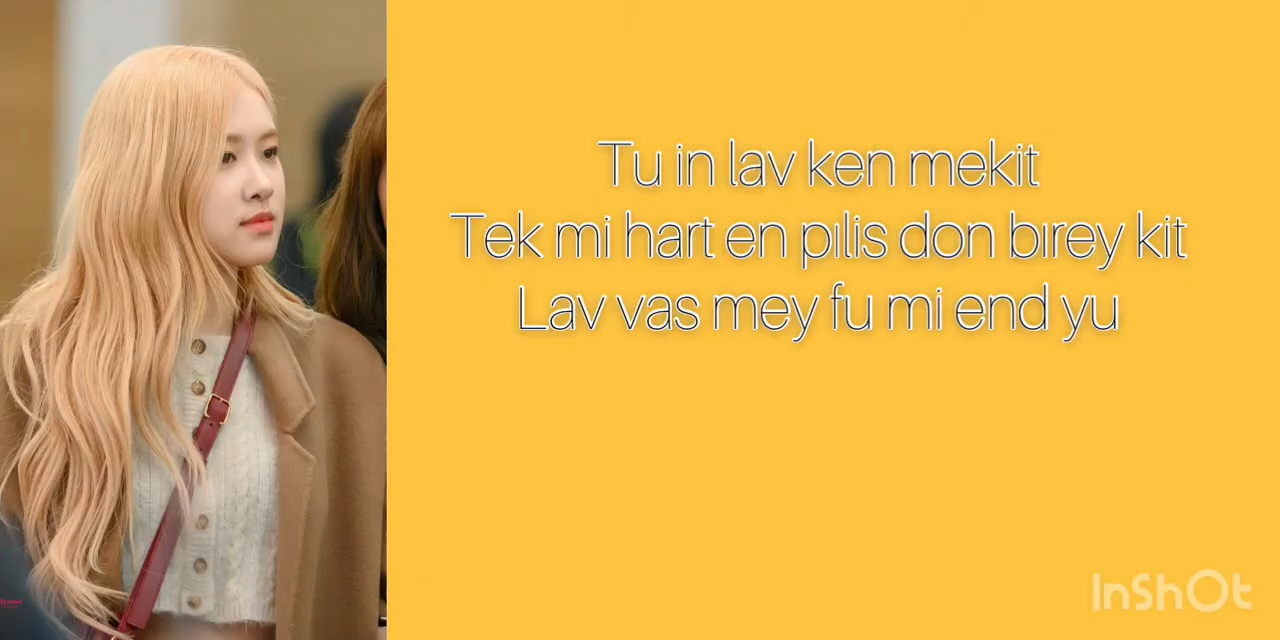 Tu in lav ken mekit
Tek mi hart en pılis don bırey kit
Lav vas mey fu mi end yu
InShOt